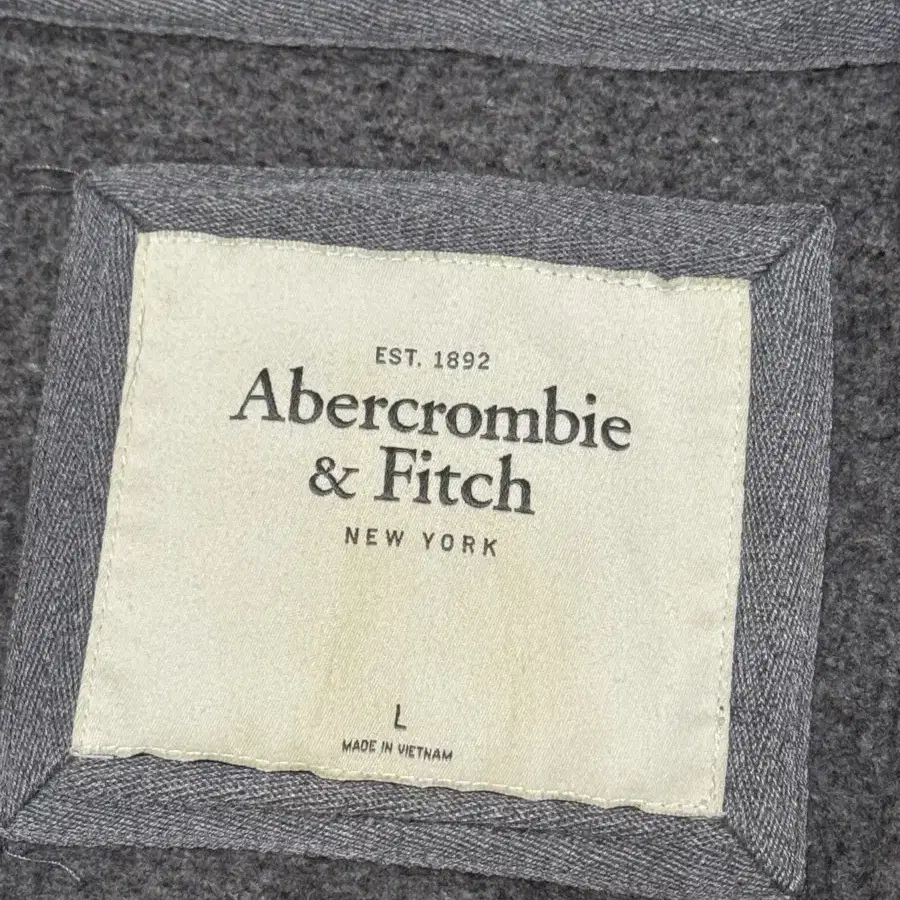 EST. 1892
Abercrombie
& Fitch
NEW YORK
L
MADE IN VIETNAM